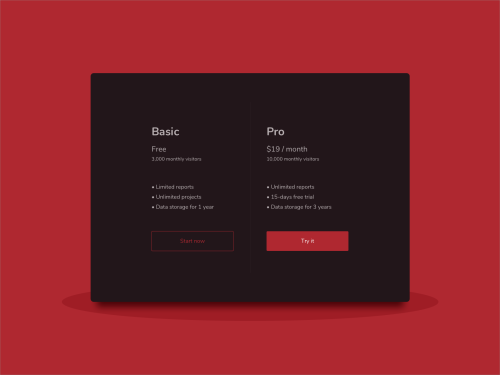 Basic
Free
3,000 monthly visitors
• Limited reports
• Unlimited projects
• Data storage for 1 year
Start now
Pro
$19 / month
10,000 monthly visitors
• Unlimited reports
• 15-days free trial
• Data storage for 3 years
Try it